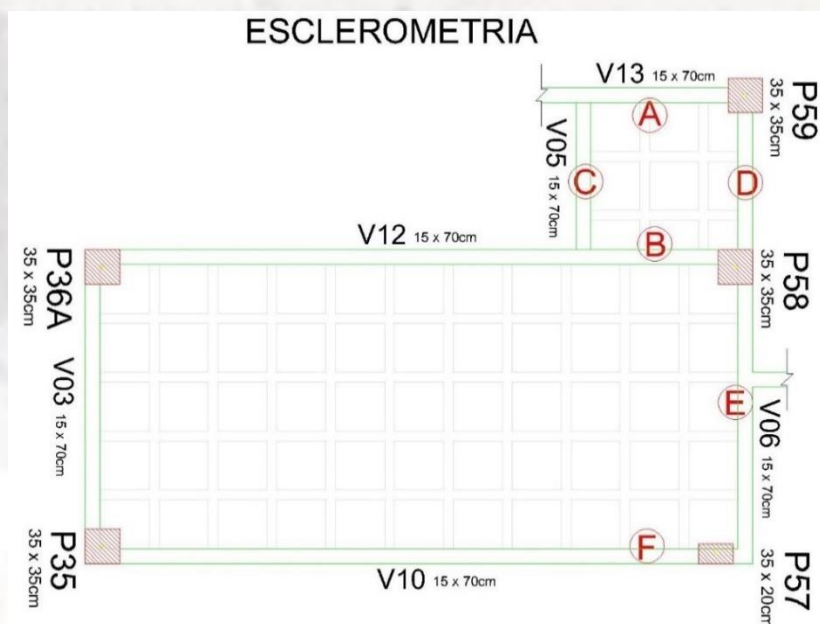 ESCLEROMETRIA
V13 15 x 70cm
P59
35 x 35cm
A
V05 15 x 70cm
C
D
V12 15 x 70cm
B
P58
35 x 35cm
P36A
35 x 35cm
V03 15 x 70cm
E
V06 15 x 70cm
P35
35 x 35cm
F
V10 15 x 70cm
P57
35 x 20cm